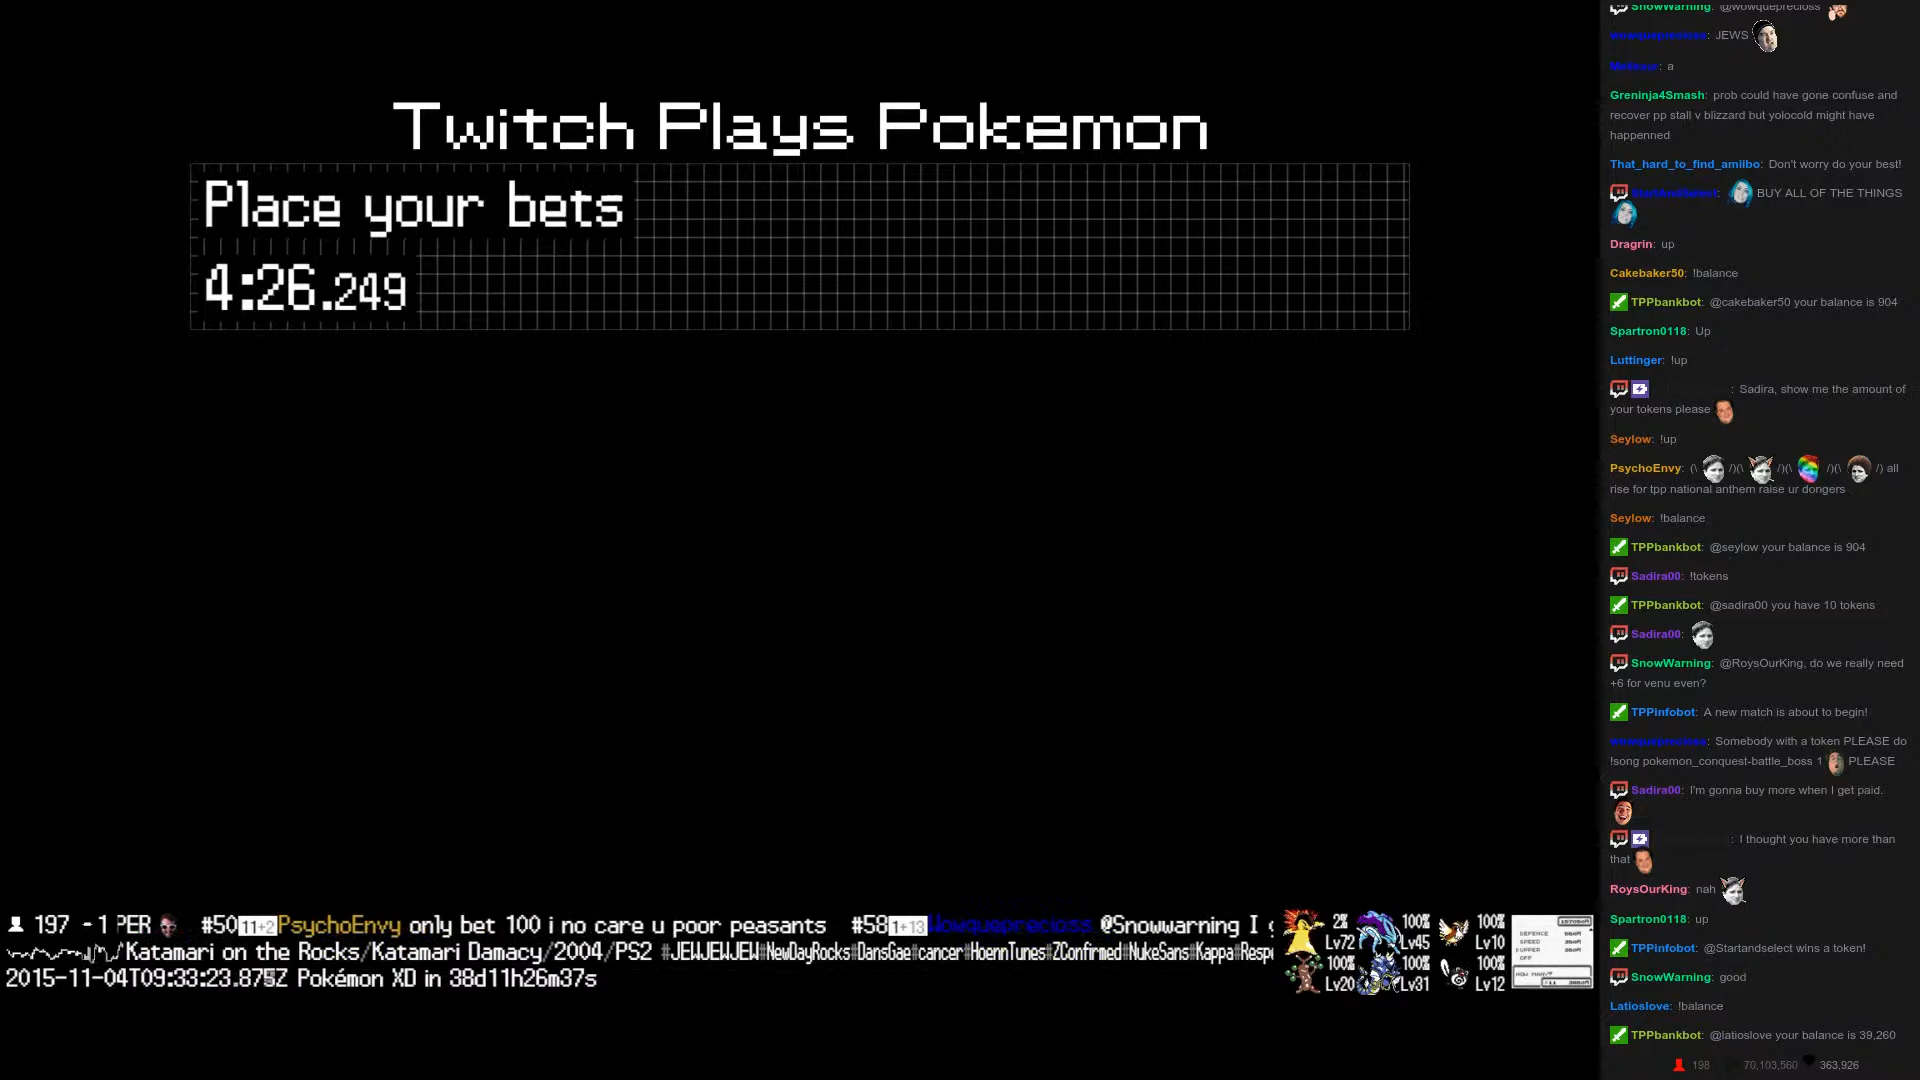 Twitch Plays Pokemon
Place your bets
4:26.249
197 -1 PER #50 11+2 PsychoEnvy only bet 100 i no care u poor peasants #58 1+13 Wowqueprecioss @Snowwarning I
Katamari on the Rocks/Katamari Damacy/2004/PS2 #JEWJEWJEW#NewDayRocks#DansGae#cancer#HoennTunes#ZConfirmed#NukeSans#Kappa#Resp
2015-11-04T09:33:23.875Z Pokémon XD in 38d11h26m37s
2% Lv72 100% Lv45 100% Lv10
100% Lv20 100% Lv31 100% Lv12
DEFENCE
SPEED
HOW MANY?
SnowWarning: @wowqueprecioss
wowqueprecioss: JEWS
: a
Greninja4Smash: prob could have gone confuse and
recover pp stall v blizzard but yolocold might have
happenned
That_hard_to_find_amiibo: Don't worry do your best!
StartAndSelect: BUY ALL OF THE THINGS
Dragrin: up
Cakebaker50: !balance
TPPbankbot: @cakebaker50 your balance is 904
Spartron0118: Up
Luttinger: !up
: Sadira, show me the amount of
your tokens please
Seylow: !up
PsychoEnvy: (\ /)(\ /)(\ /)(\ /) all
rise for tpp national anthem raise ur dongers
Seylow: !balance
TPPbankbot: @seylow your balance is 904
Sadira00: !tokens
TPPbankbot: @sadira00 you have 10 tokens
Sadira00:
SnowWarning: @RoysOurKing, do we really need
+6 for venu even?
TPPinfobot: A new match is about to begin!
wowqueprecioss: Somebody with a token PLEASE do
!song pokemon_conquest-battle_boss 1 PLEASE
Sadira00: I'm gonna buy more when I get paid.
: I thought you have more than
that
RoysOurKing: nah
Spartron0118: up
TPPinfobot: @Startandselect wins a token!
SnowWarning: good
Latioslove: !balance
TPPbankbot: @latioslove your balance is 39,260
198 70,103,560 363,926